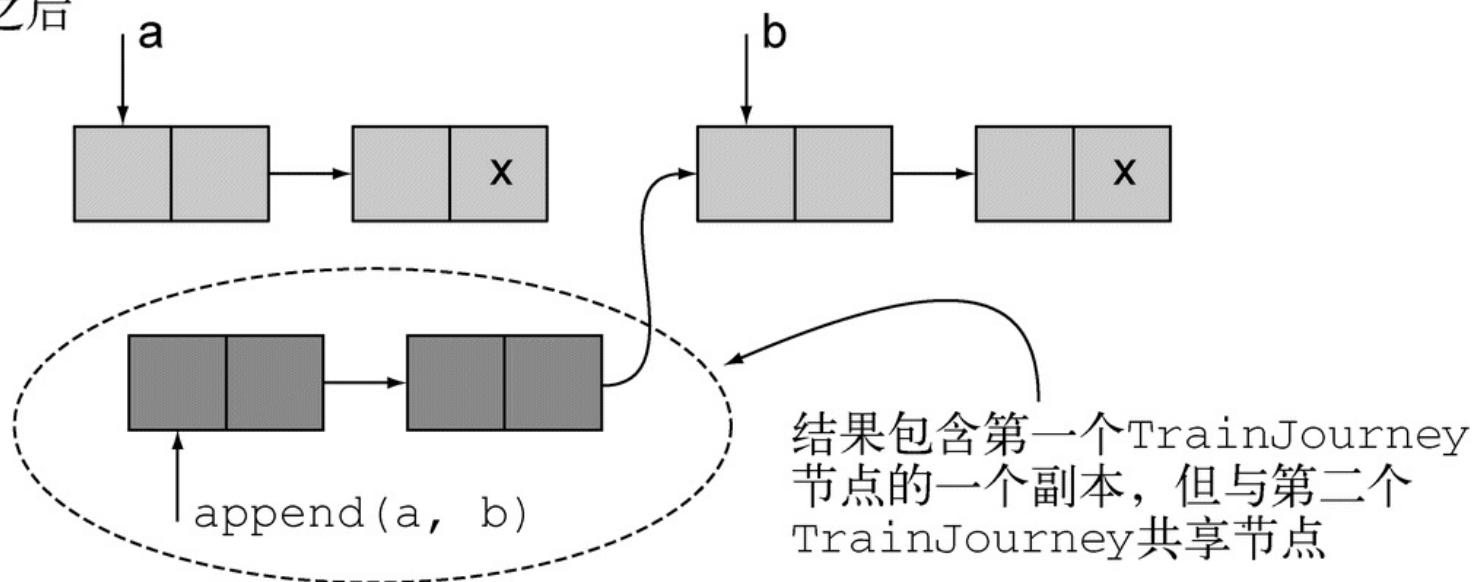 之后
a
b
x
x
append(a, b)
结果包含第一个TrainJourney
节点的一个副本，但与第二个
TrainJourney共享节点